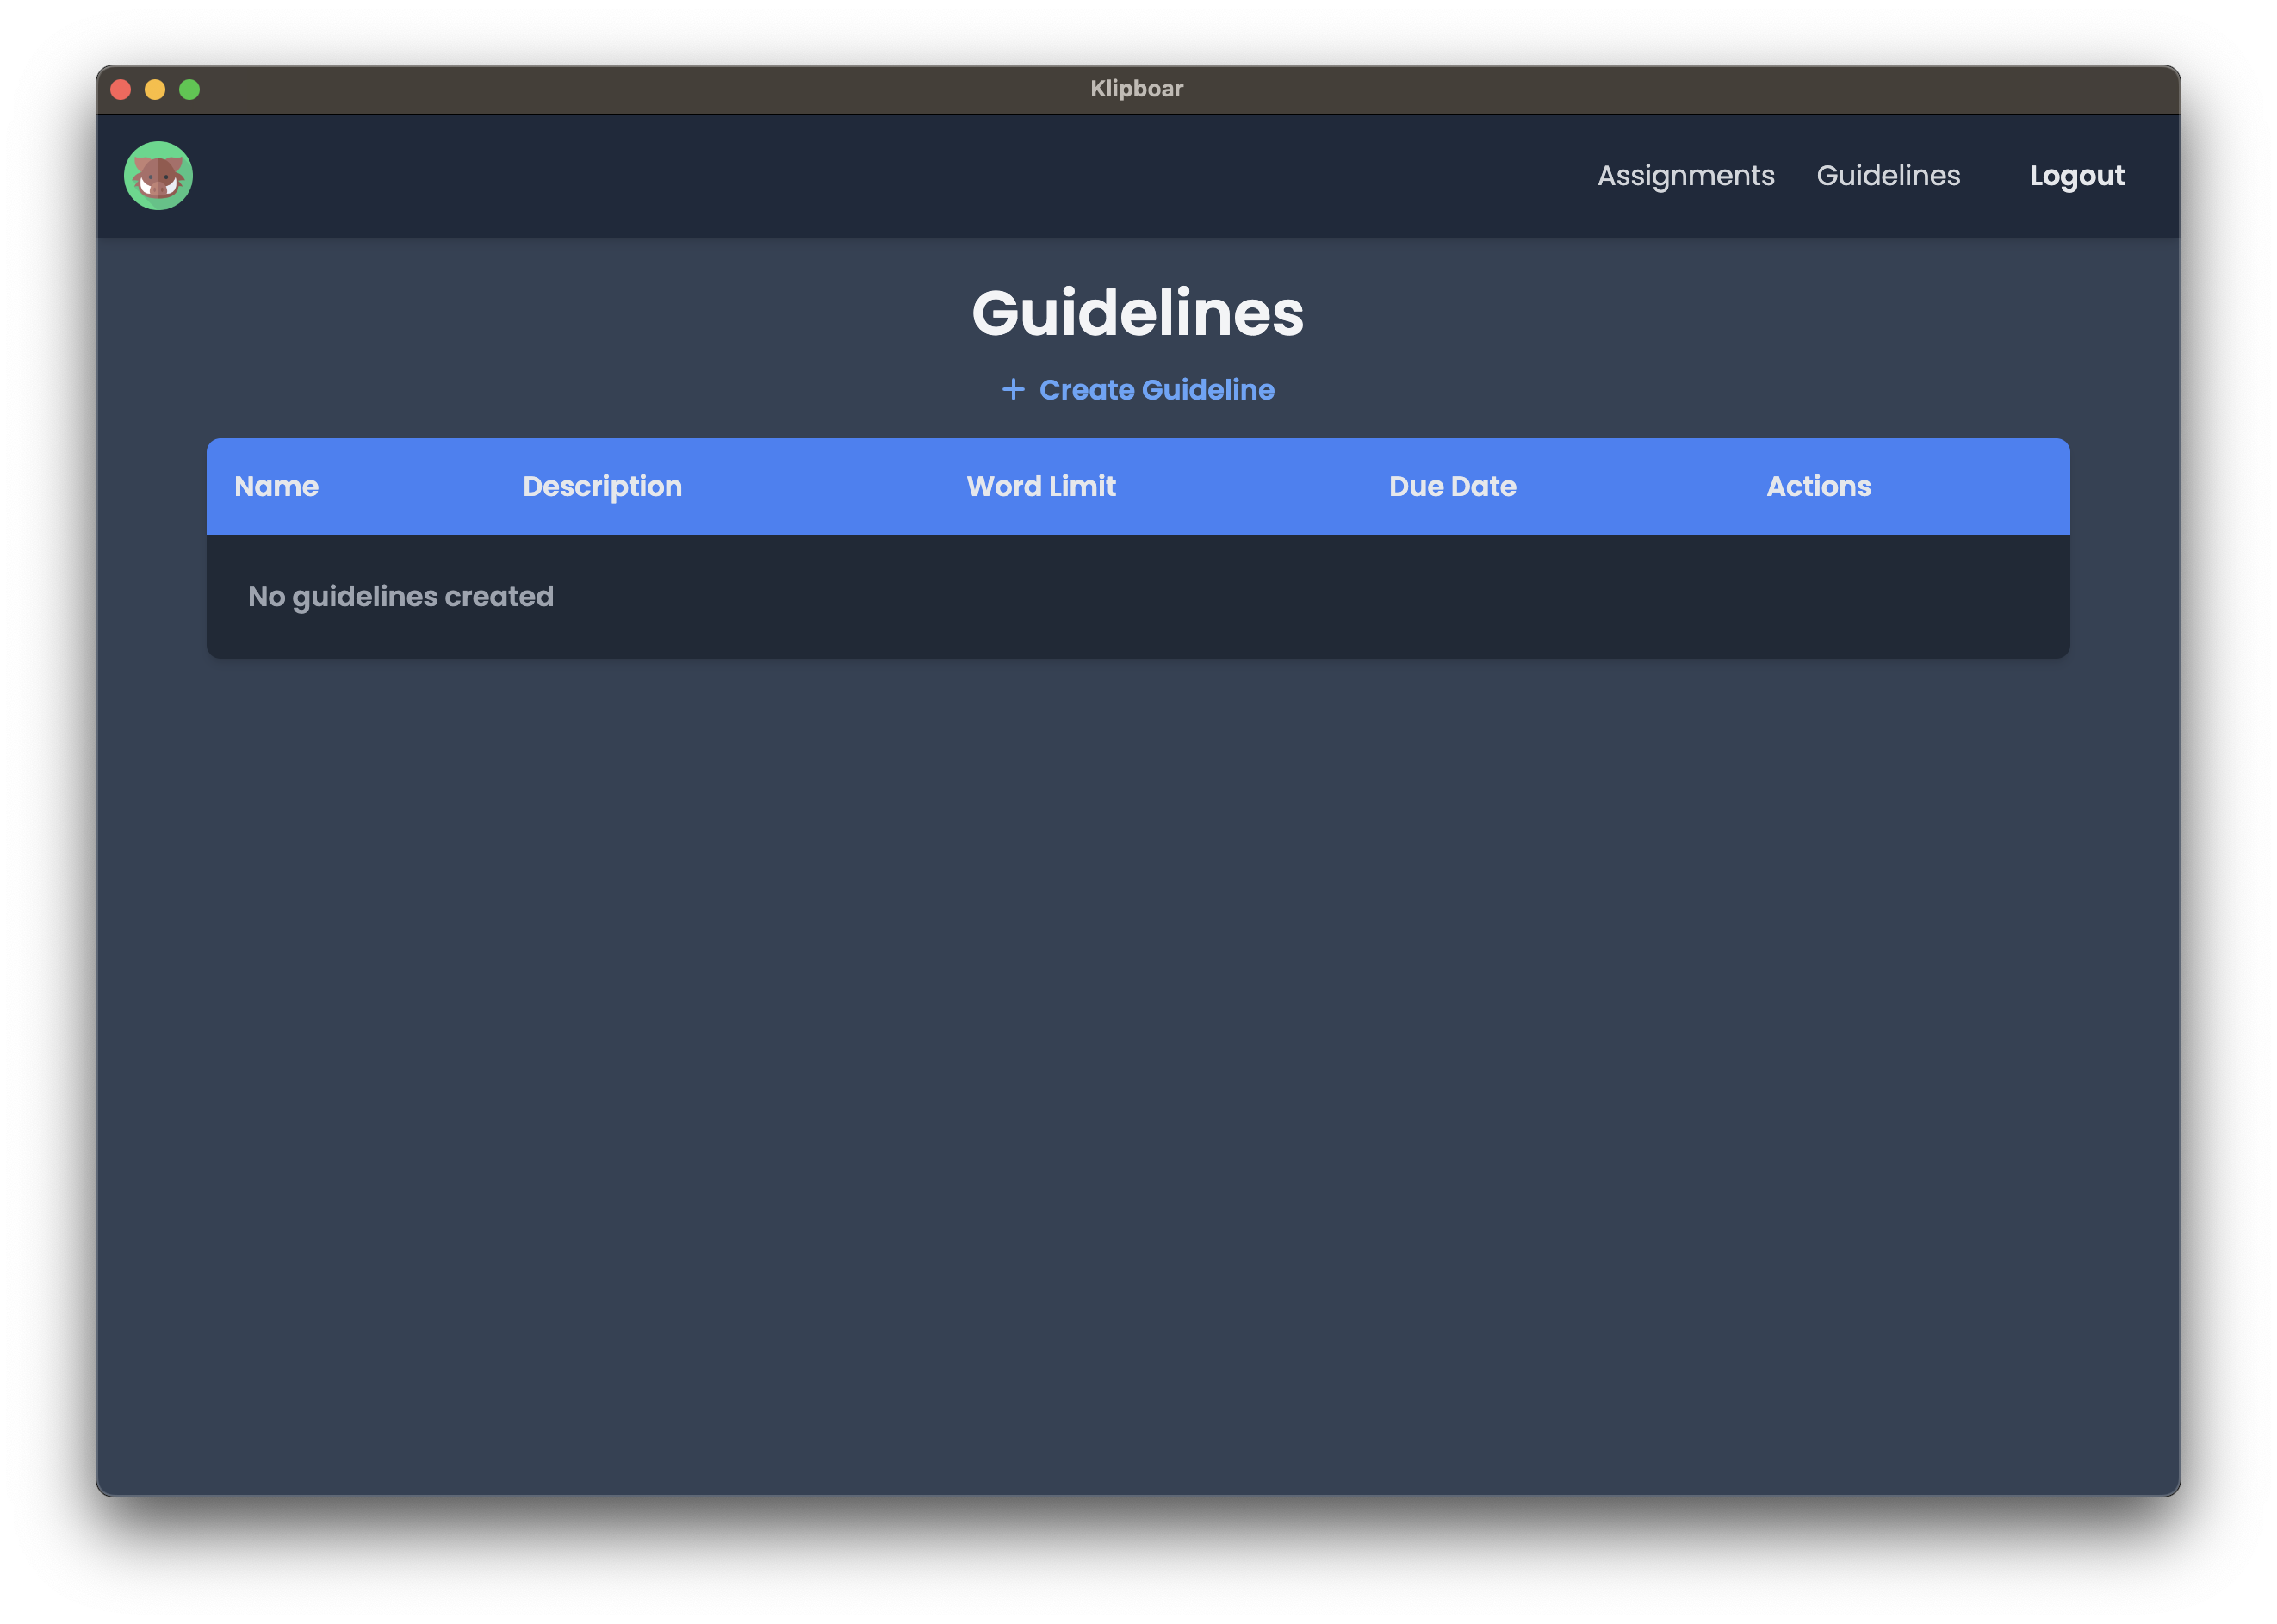 Klipboar
Assignments Guidelines Logout
Guidelines
+ Create Guideline
Name Description Word Limit Due Date Actions
No guidelines created